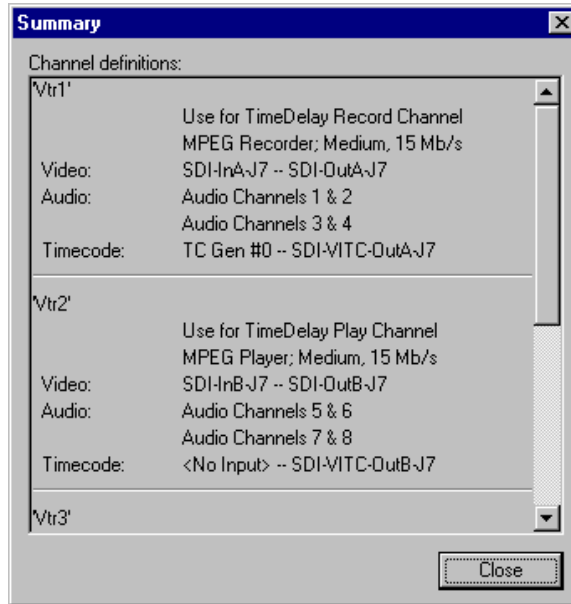 Summary
Channel definitions:
'Vtr1'
Use for TimeDelay Record Channel
MPEG Recorder; Medium, 15 Mb/s
Video: SDI-InA-J7 -- SDI-OutA-J7
Audio: Audio Channels 1 & 2
Audio Channels 3 & 4
Timecode: TC Gen #0 -- SDI-VITC-OutA-J7
'Vtr2'
Use for TimeDelay Play Channel
MPEG Player; Medium, 15 Mb/s
Video: SDI-InB-J7 -- SDI-OutB-J7
Audio: Audio Channels 5 & 6
Audio Channels 7 & 8
Timecode: <No Input> -- SDI-VITC-OutB-J7
'Vtr3'
Close